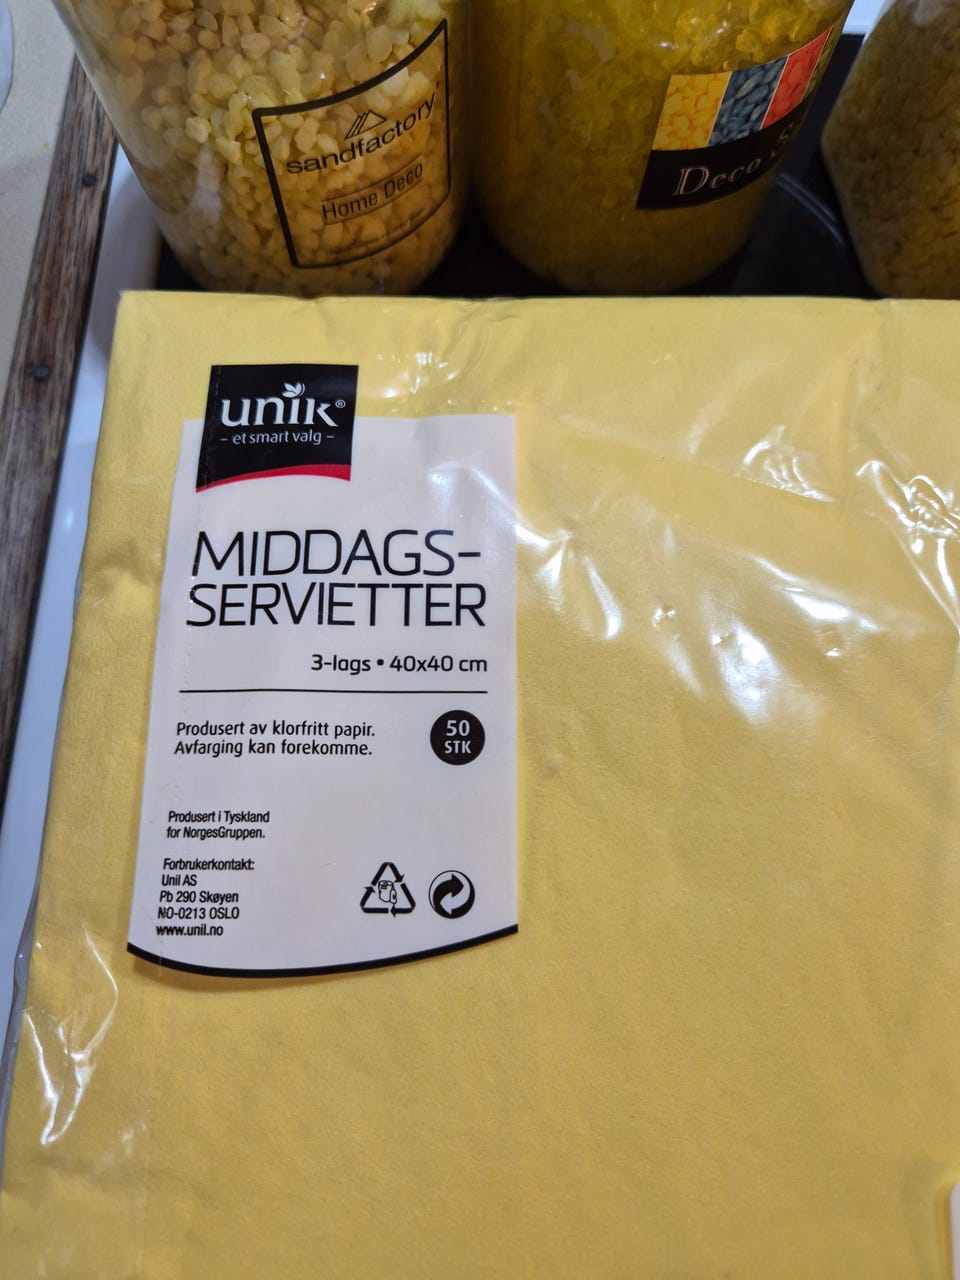 sandfactory
Home Deco
Deco
unik®
– et smart valg –
MIDDAGS-
SERVIETTER
3-lags • 40x40 cm
Produsert av klorfritt papir.
Avfarging kan forekomme.
50
STK
Produsert i Tyskland
for NorgesGruppen.
Forbrukerkontakt:
Unil AS
Pb 290 Skøyen
NO-0213 OSLO
www.unil.no